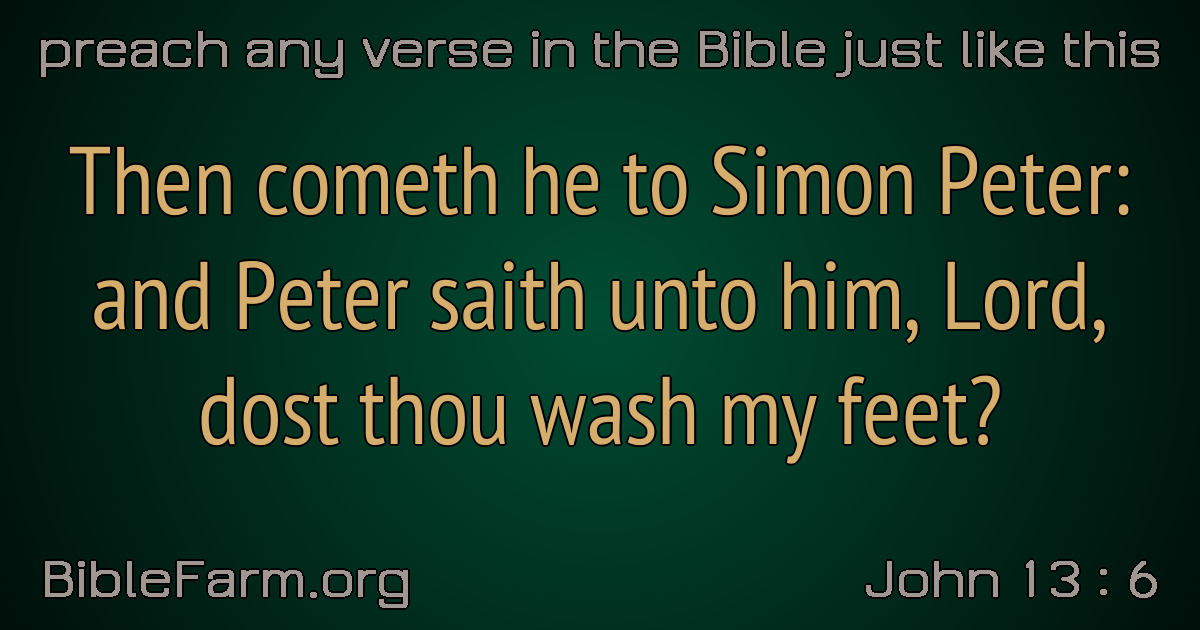 preach any verse in the Bible just like this
Then cometh he to Simon Peter:
and Peter saith unto him, Lord,
dost thou wash my feet?
BibleFarm.org
John 13 : 6